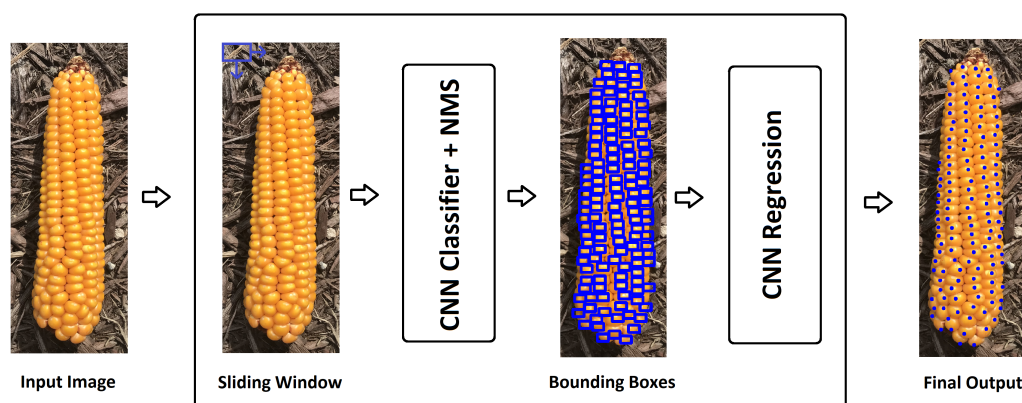 CNN Classifier + NMS
CNN Regression
Input Image
Sliding Window
Bounding Boxes
Final Output